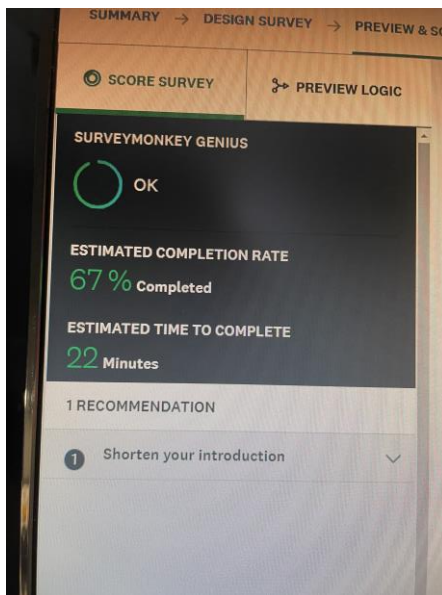 SUMMARY → DESIGN SURVEY → PREVIEW &
SCORE SURVEY
PREVIEW LOGIC
SURVEYMONKEY GENIUS
OK
ESTIMATED COMPLETION RATE
67% Completed
ESTIMATED TIME TO COMPLETE
22 Minutes
1 RECOMMENDATION
1 Shorten your introduction